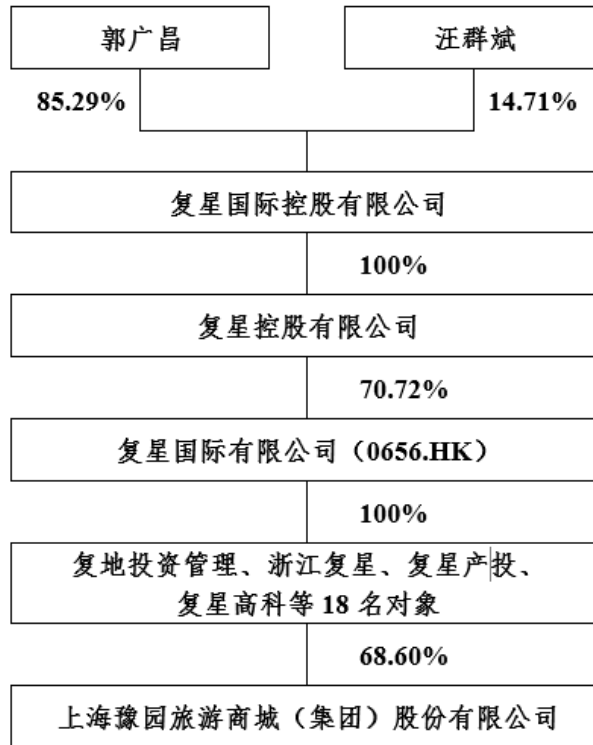 郭广昌
汪群斌
85.29%
14.71%
复星国际控股有限公司
100%
复星控股有限公司
70.72%
复星国际有限公司（0656.HK）
100%
复地投资管理、浙江复星、复星产投、
复星高科等 18 名对象
68.60%
上海豫园旅游商城（集团）股份有限公司